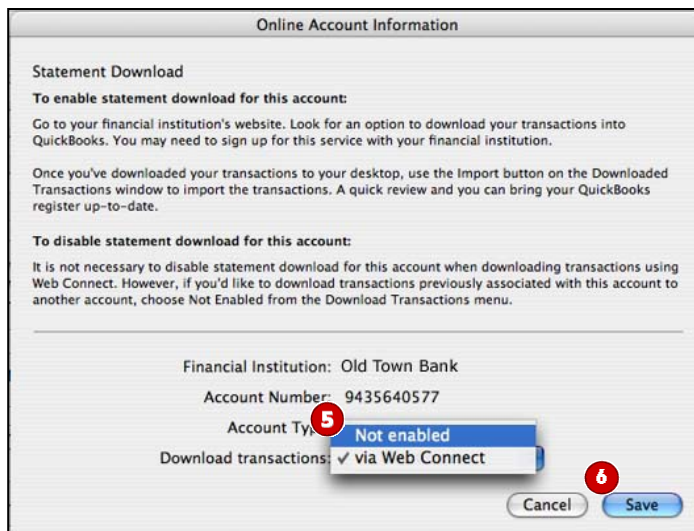 Online Account Information
Statement Download
To enable statement download for this account:
Go to your financial institution's website. Look for an option to download your transactions into
QuickBooks. You may need to sign up for this service with your financial institution.
Once you've downloaded your transactions to your desktop, use the Import button on the Downloaded
Transactions window to import the transactions. A quick review and you can bring your QuickBooks
register up-to-date.
To disable statement download for this account:
It is not necessary to disable statement download for this account when downloading transactions using
Web Connect. However, if you'd like to download transactions previously associated with this account to
another account, choose Not Enabled from the Download Transactions menu.
Financial Institution: Old Town Bank
Account Number: 9435640577
5
Account Typ
Not enabled
Download transactions: ✓ via Web Connect
6
Cancel Save